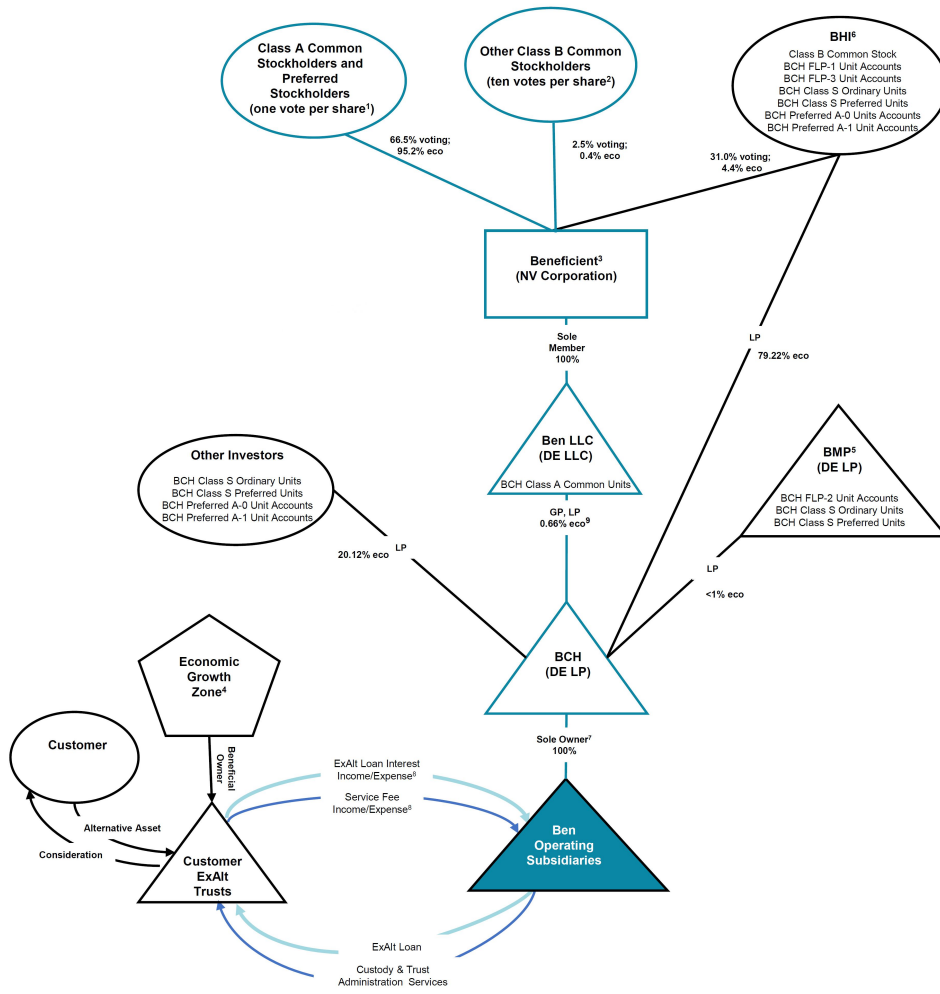 Class A Common
Stockholders and
Preferred
Stockholders
(one vote per share¹)
Other Class B Common
Stockholders
(ten votes per share²)
BHI⁶
Class B Common Stock
BCH FLP-1 Unit Accounts
BCH FLP-3 Unit Accounts
BCH Class S Ordinary Units
BCH Class S Preferred Units
BCH Preferred A-0 Units Accounts
BCH Preferred A-1 Unit Accounts
66.5% voting;
95.2% eco
2.5% voting;
0.4% eco
31.0% voting;
4.4% eco
Beneficient³
(NV Corporation)
Sole
Member
100%
LP
79.22% eco
Ben LLC
(DE LLC)
BCH Class A Common Units
Other Investors
BCH Class S Ordinary Units
BCH Class S Preferred Units
BCH Preferred A-0 Unit Accounts
BCH Preferred A-1 Unit Accounts
BMP⁵
(DE LP)
BCH FLP-2 Unit Accounts
BCH Class S Ordinary Units
BCH Class S Preferred Units
GP, LP
0.66% eco⁹
LP
20.12% eco
LP
<1% eco
BCH
(DE LP)
Economic
Growth
Zone⁴
Customer
Beneficial
Owner
Sole Owner⁷
100%
ExAlt Loan Interest
Income/Expense⁸
Service Fee
Income/Expense⁸
Alternative Asset
Consideration
Customer
ExAlt
Trusts
Ben
Operating
Subsidiaries
ExAlt Loan
Custody & Trust
Administration Services